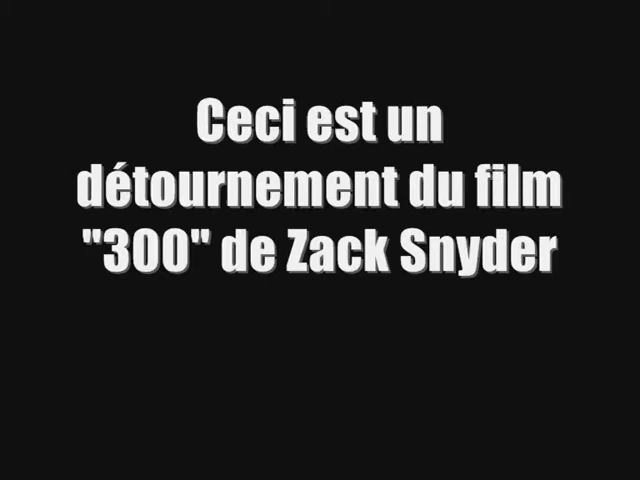 Ceci est un
détournement du film
"300" de Zack Snyder